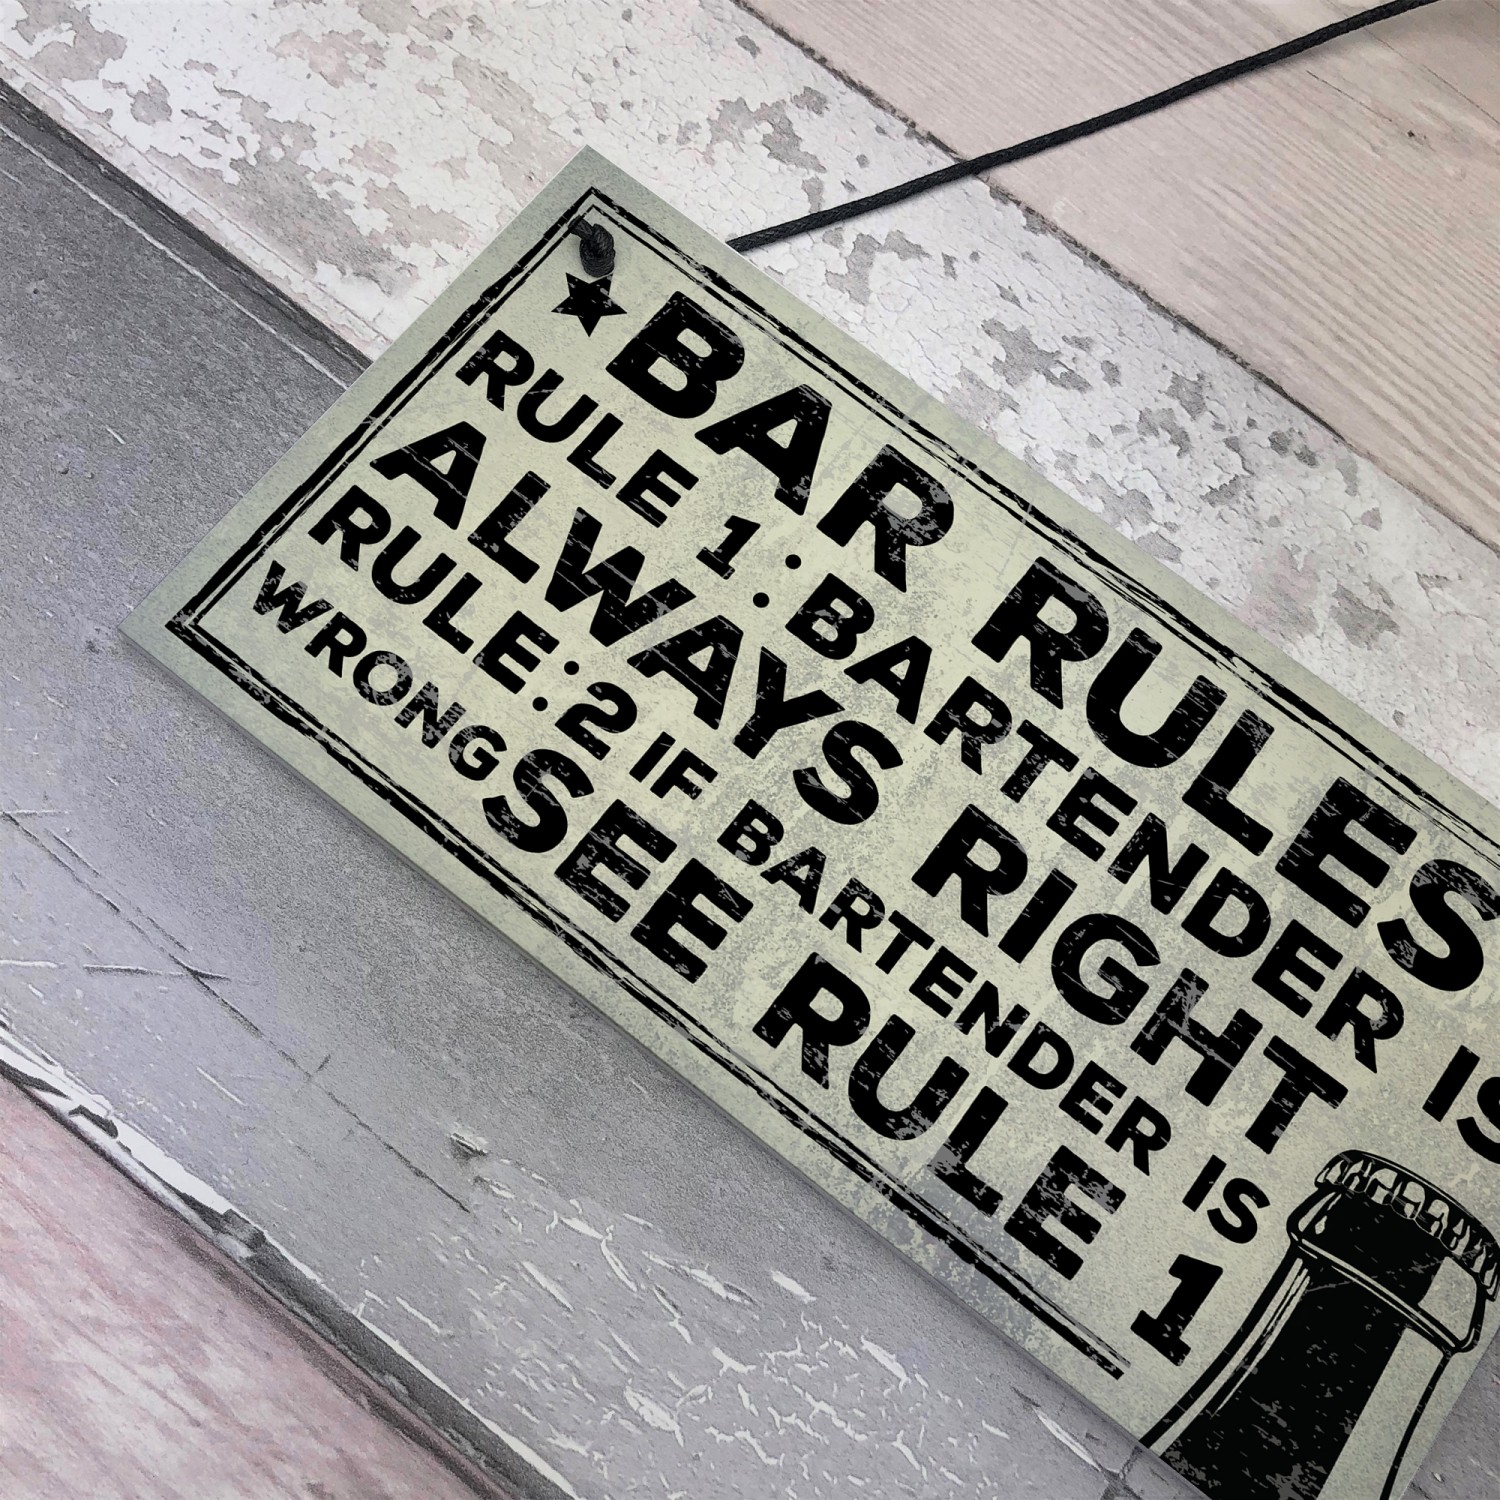 BAR RULES
RULE 1: BARTENDER IS
ALWAYS RIGHT
RULE:2 IF BARTENDER IS
WRONG SEE RULE 1